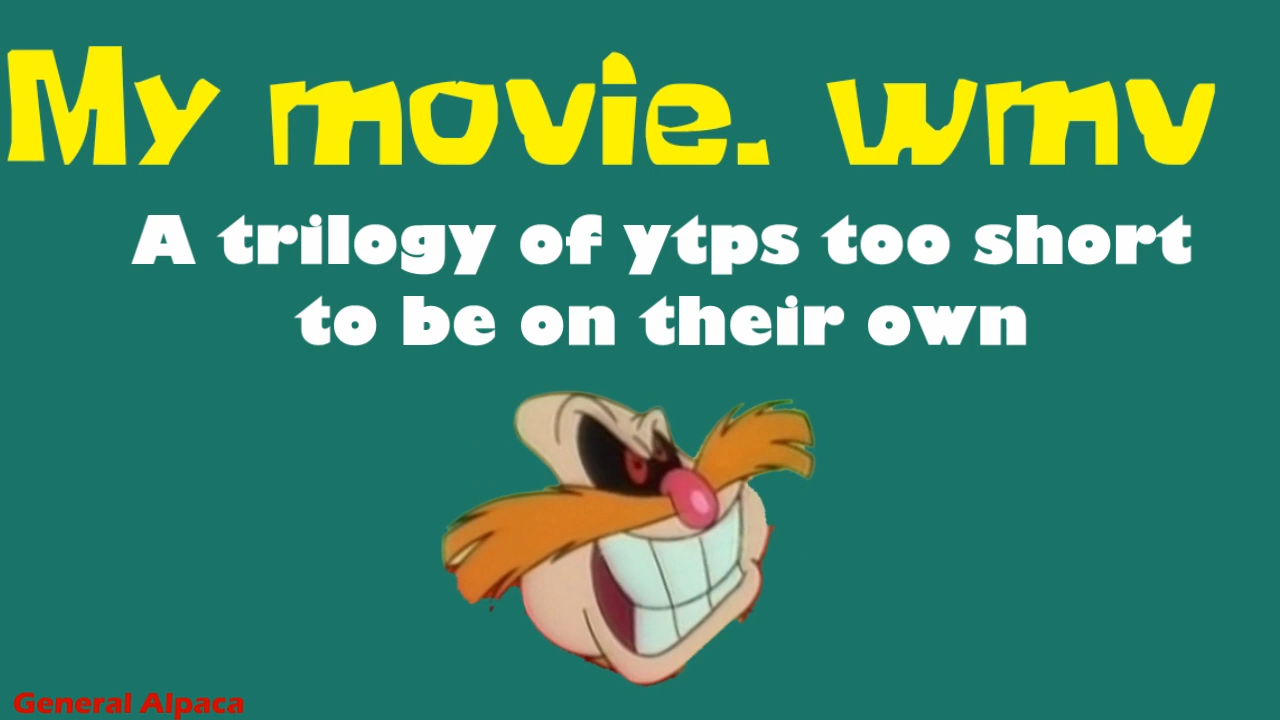 My movie. wmv
A trilogy of ytps too short
to be on their own
General Alpaca